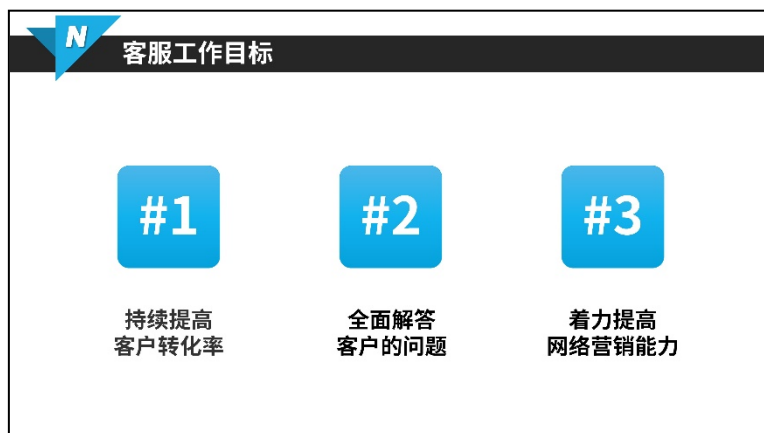 N
客服工作目标
#1
#2
#3
持续提高
客户转化率
全面解答
客户的问题
着力提高
网络营销能力